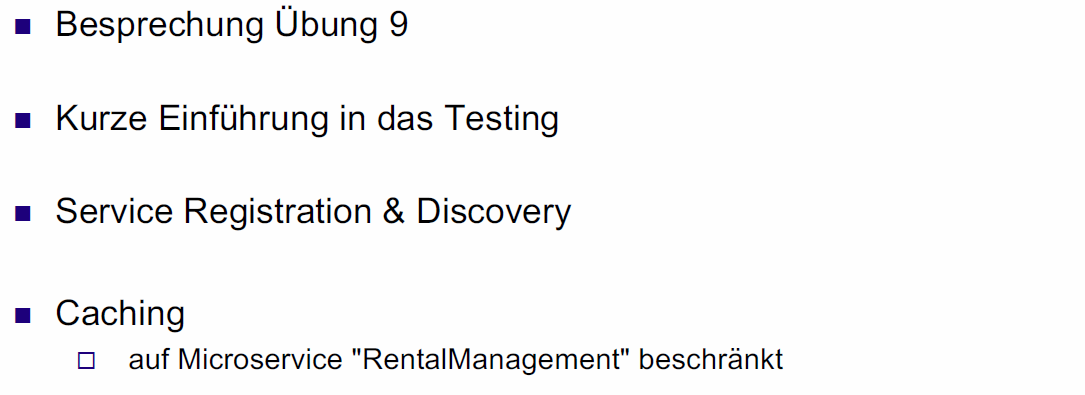 Besprechung Übung 9
Kurze Einführung in das Testing
Service Registration & Discovery
Caching
auf Microservice "RentalManagement" beschränkt